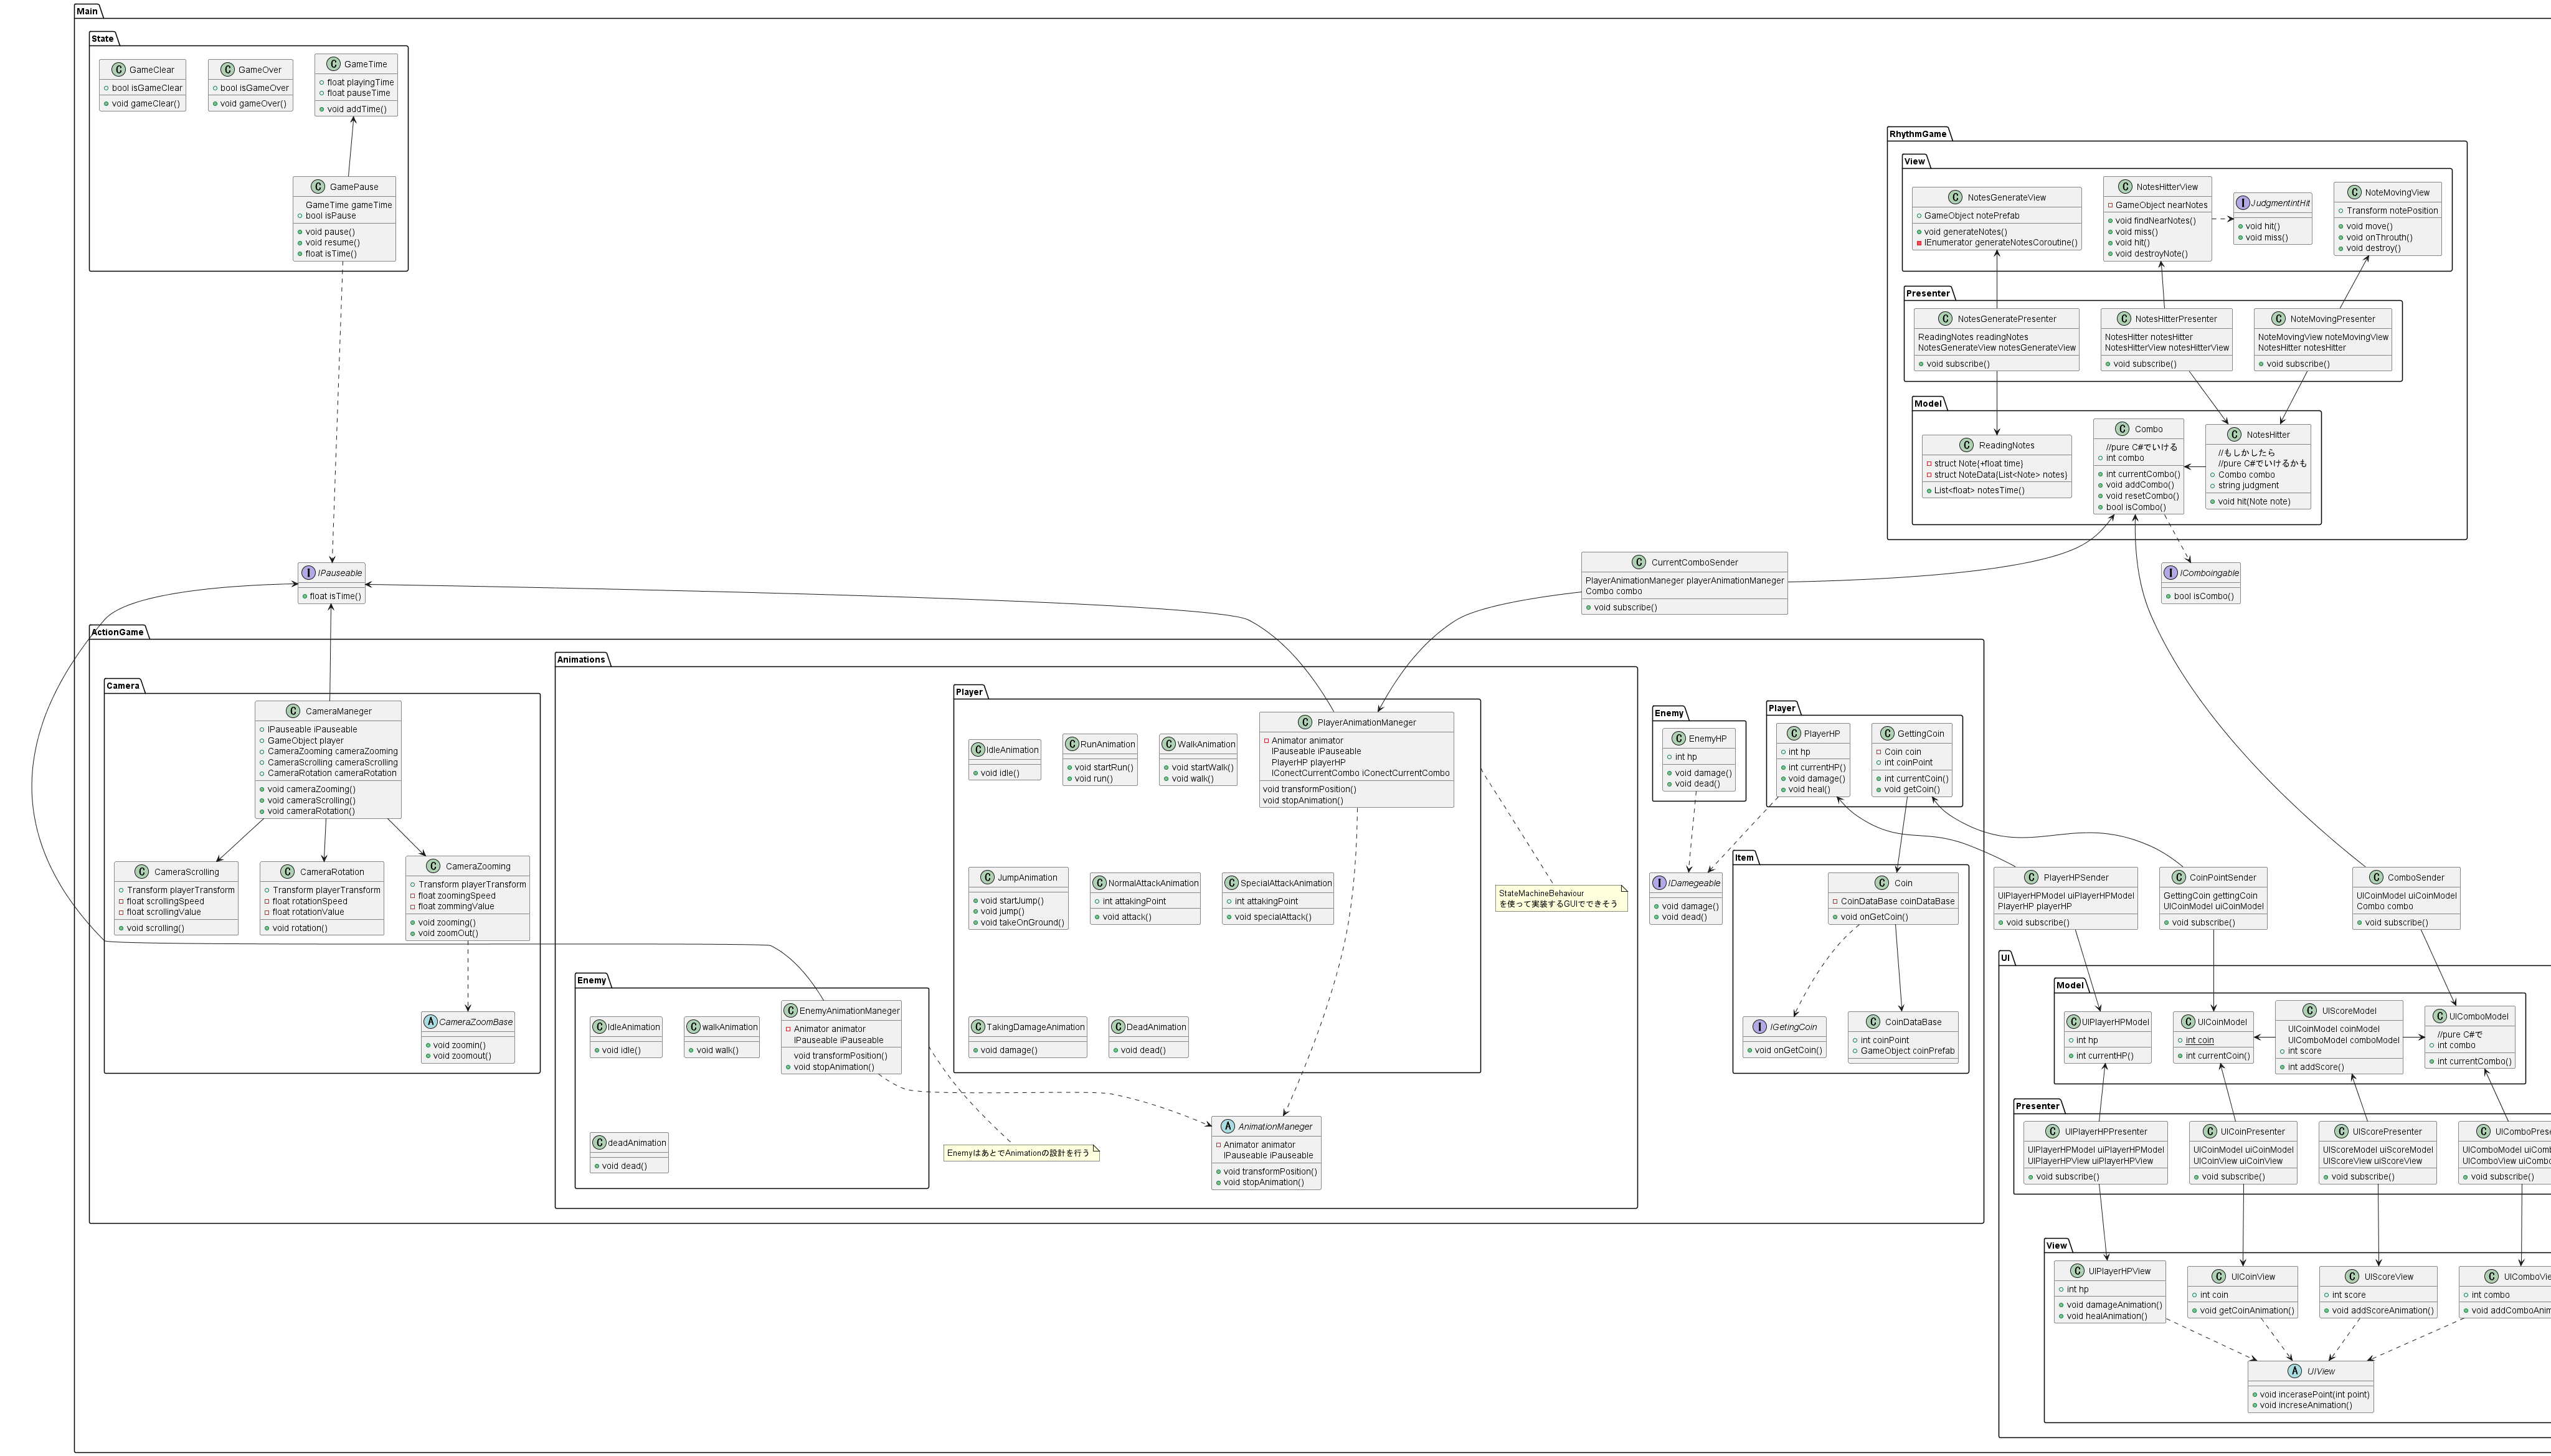 Main
State
GameClear
bool isGameClear
void gameClear()
GameOver
bool isGameOver
void gameOver()
GameTime
float playingTime
float pauseTime
void addTime()
GamePause
GameTime gameTime
bool isPause
void pause()
void resume()
float isTime()
RhythmGame
View
NotesGenerateView
GameObject notePrefab
void generateNotes()
IEnumerator generateNotesCoroutine()
NotesHitterView
GameObject nearNotes
void findNearNotes()
void miss()
void hit()
void destroyNote()
JudgmentintHit
void hit()
void miss()
NoteMovingView
Transform notePosition
void move()
void onThrouth()
void destroy()
Presenter
NotesGeneratePresenter
ReadingNotes readingNotes
NotesGenerateView notesGenerateView
void subscribe()
NotesHitterPresenter
NotesHitter notesHitter
NotesHitterView notesHitterView
void subscribe()
NoteMovingPresenter
NoteMovingView noteMovingView
NotesHitter notesHitter
void subscribe()
Model
ReadingNotes
struct Note{+float time}
struct NoteData{List<Note> notes}
List<float> notesTime()
Combo
//pure C#でいける
int combo
int currentCombo()
void addCombo()
void resetCombo()
bool isCombo()
NotesHitter
//もしかしたら
//pure C#でいけるかも
Combo combo
string judgment
void hit(Note note)
IPauseable
float isTime()
CurrentComboSender
PlayerAnimationManeger playerAnimationManeger
Combo combo
void subscribe()
IComboingable
bool isCombo()
ActionGame
Camera
CameraManeger
IPauseable iPauseable
GameObject player
CameraZooming cameraZooming
CameraScrolling cameraScrolling
CameraRotation cameraRotation
void cameraZooming()
void cameraScrolling()
void cameraRotation()
CameraScrolling
Transform playerTransform
float scrollingSpeed
float scrollingValue
void scrolling()
CameraRotation
Transform playerTransform
float rotationSpeed
float rotationValue
void rotation()
CameraZooming
Transform playerTransform
float zoomingSpeed
float zommingValue
void zooming()
void zoomOut()
CameraZoomBase
void zoomin()
void zoomout()
Animations
Player
IdleAnimation
void idle()
RunAnimation
void startRun()
void run()
WalkAnimation
void startWalk()
void walk()
PlayerAnimationManeger
Animator animator
IPauseable iPauseable
PlayerHP playerHP
IConectCurrentCombo iConectCurrentCombo
void transformPosition()
void stopAnimation()
JumpAnimation
void startJump()
void jump()
void takeOnGround()
NormalAttackAnimation
int attakingPoint
void attack()
SpecialAttackAnimation
int attakingPoint
void specialAttack()
TakingDamageAnimation
void damage()
DeadAnimation
void dead()
StateMachineBehaviour
を使って実装するGUIでできそう
Enemy
IdleAnimation
void idle()
walkAnimation
void walk()
EnemyAnimationManeger
Animator animator
IPauseable iPauseable
void transformPosition()
void stopAnimation()
deadAnimation
void dead()
EnemyはあとでAnimationの設計を行う
AnimationManeger
Animator animator
IPauseable iPauseable
void transformPosition()
void stopAnimation()
Enemy
EnemyHP
int hp
void damage()
void dead()
Player
PlayerHP
int hp
int currentHP()
void damage()
void heal()
GettingCoin
Coin coin
int coinPoint
int currentCoin()
void getCoin()
IDamegeable
void damage()
void dead()
Item
Coin
CoinDataBase coinDataBase
void onGetCoin()
IGetingCoin
void onGetCoin()
CoinDataBase
int coinPoint
GameObject coinPrefab
PlayerHPSender
UIPlayerHPModel uiPlayerHPModel
PlayerHP playerHP
void subscribe()
CoinPointSender
GettingCoin gettingCoin
UICoinModel uiCoinModel
void subscribe()
ComboSender
UICoinModel uiCoinModel
Combo combo
void subscribe()
UI
Model
UIPlayerHPModel
int hp
int currentHP()
UICoinModel
int coin
int currentCoin()
UIScoreModel
UICoinModel coinModel
UIComboModel comboModel
int score
int addScore()
UIComboModel
//pure C#で
int combo
int currentCombo()
Presenter
UIPlayerHPPresenter
UIPlayerHPModel uiPlayerHPModel
UIPlayerHPView uiPlayerHPView
void subscribe()
UICoinPresenter
UICoinModel uiCoinModel
UICoinView uiCoinView
void subscribe()
UIScorePresenter
UIScoreModel uiScoreModel
UIScoreView uiScoreView
void subscribe()
UIComboPrese
UIComboModel uiComb
UIComboView uiCombo
void subscribe()
View
UIPlayerHPView
int hp
void damageAnimation()
void healAnimation()
UICoinView
int coin
void getCoinAnimation()
UIScoreView
int score
void addScoreAnimation()
UIComboVie
int combo
void addComboAnim
UIView
void incerasePoint(int point)
void increseAnimation()